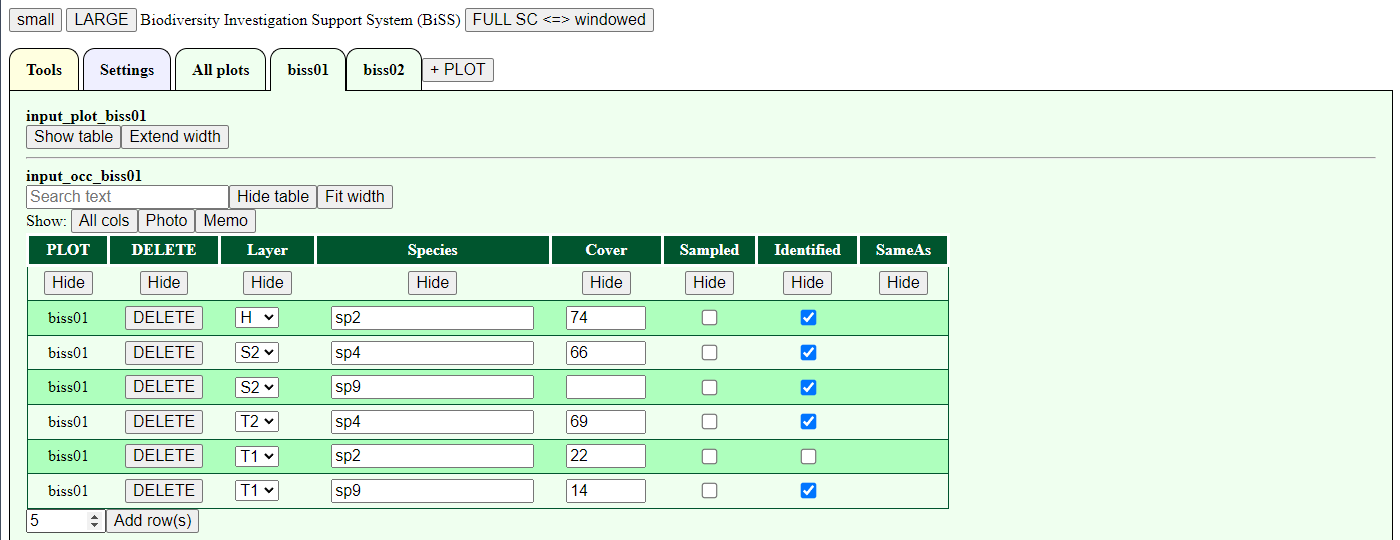 small LARGE Biodiversity Investigation Support System (BiSS) FULL SC <=> windowed
Tools Settings All plots biss01 biss02 + PLOT
input_plot_biss01
Show table Extend width
input_occ_biss01
Search text Hide table Fit width
Show: All cols Photo Memo
PLOT DELETE Layer Species Cover Sampled Identified SameAs
Hide Hide Hide Hide Hide Hide Hide Hide
biss01 DELETE H sp2 74
biss01 DELETE S2 sp4 66
biss01 DELETE S2 sp9
biss01 DELETE T2 sp4 69
biss01 DELETE T1 sp2 22
biss01 DELETE T1 sp9 14
5 Add row(s)